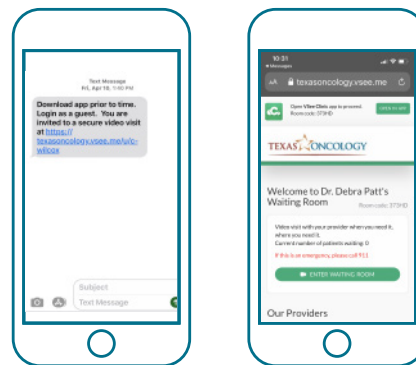 Text Message
Fri, Apr 10, 1:40 PM
Download app prior to time.
Login as a guest. You are
invited to a secure video visit
at https://
texasoncology.vsee.me/u/c-
wilcox
Subject
Text Message
10:31
Messages
AA texasoncology.vsee.me
Open VSee Clinic app to proceed.
Room code: 373HD
OPEN IN APP
TEXAS ONCOLOGY
Welcome to Dr. Debra Patt's
Waiting Room
Room code: 373HD
Video visit with your provider when you need it,
where you need it.
Current number of patients waiting: 0
If this is an emergency, please call 911
ENTER WAITING ROOM
Our Providers